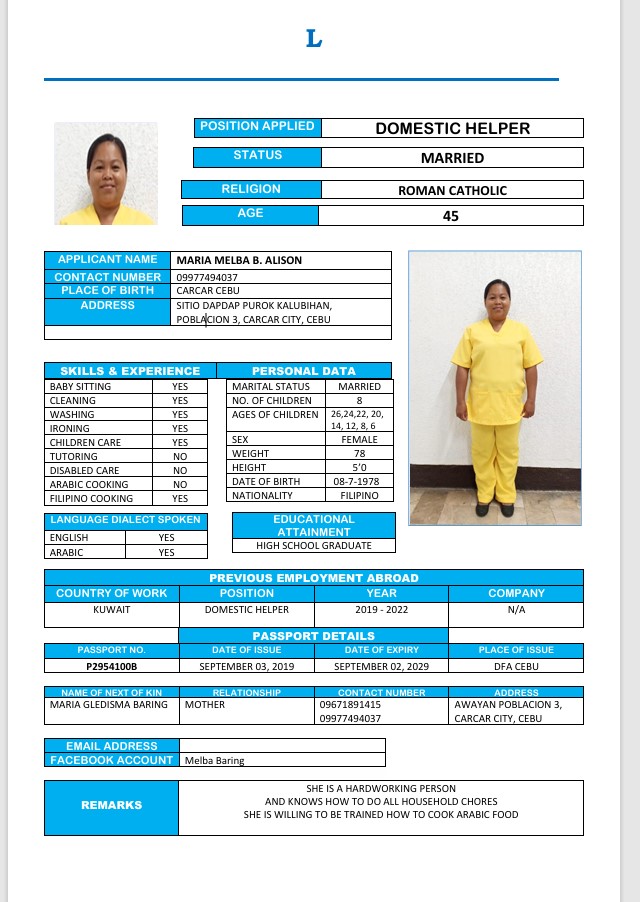 L
POSITION APPLIED DOMESTIC HELPER
STATUS MARRIED
RELIGION ROMAN CATHOLIC
AGE 45
APPLICANT NAME MARIA MELBA B. ALISON
CONTACT NUMBER 09977494037
PLACE OF BIRTH CARCAR CEBU
ADDRESS SITIO DAPDAP PUROK KALUBIHAN,
POBLACION 3, CARCAR CITY, CEBU
SKILLS & EXPERIENCE
BABY SITTING YES
CLEANING YES
WASHING YES
IRONING YES
CHILDREN CARE YES
TUTORING NO
DISABLED CARE NO
ARABIC COOKING NO
FILIPINO COOKING YES
PERSONAL DATA
MARITAL STATUS MARRIED
NO. OF CHILDREN 8
AGES OF CHILDREN 26,24,22, 20,
14, 12, 8, 6
SEX FEMALE
WEIGHT 78
HEIGHT 5’0
DATE OF BIRTH 08-7-1978
NATIONALITY FILIPINO
LANGUAGE DIALECT SPOKEN
ENGLISH YES
ARABIC YES
EDUCATIONAL
ATTAINMENT
HIGH SCHOOL GRADUATE
PREVIOUS EMPLOYMENT ABROAD
COUNTRY OF WORK POSITION YEAR COMPANY
KUWAIT DOMESTIC HELPER 2019 - 2022 N/A
PASSPORT DETAILS
PASSPORT NO. DATE OF ISSUE DATE OF EXPIRY PLACE OF ISSUE
P2954100B SEPTEMBER 03, 2019 SEPTEMBER 02, 2029 DFA CEBU
NAME OF NEXT OF KIN RELATIONSHIP CONTACT NUMBER ADDRESS
MARIA GLEDISMA BARING MOTHER 09671891415 AWAYAN POBLACION 3,
09977494037 CARCAR CITY, CEBU
EMAIL ADDRESS
FACEBOOK ACCOUNT Melba Baring
REMARKS
SHE IS A HARDWORKING PERSON
AND KNOWS HOW TO DO ALL HOUSEHOLD CHORES
SHE IS WILLING TO BE TRAINED HOW TO COOK ARABIC FOOD